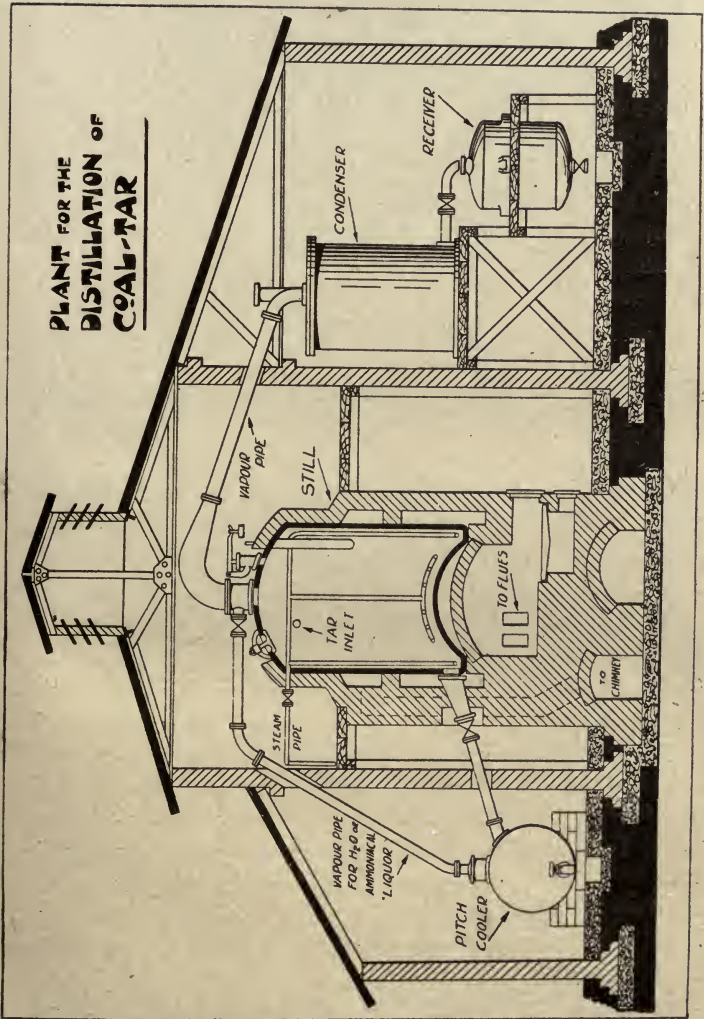 PLANT FOR THE
DISTILLATION OF
COAL-TAR
RECEIVER
CONDENSER
VAPOUR
PIPE
STILL
TO FLUES
TAR
INLET
STEAM
PIPE
TO
CHIMNEY
VAPOUR PIPE
FOR H2O or
AMMONIACAL
LIQUOR
PITCH
COOLER